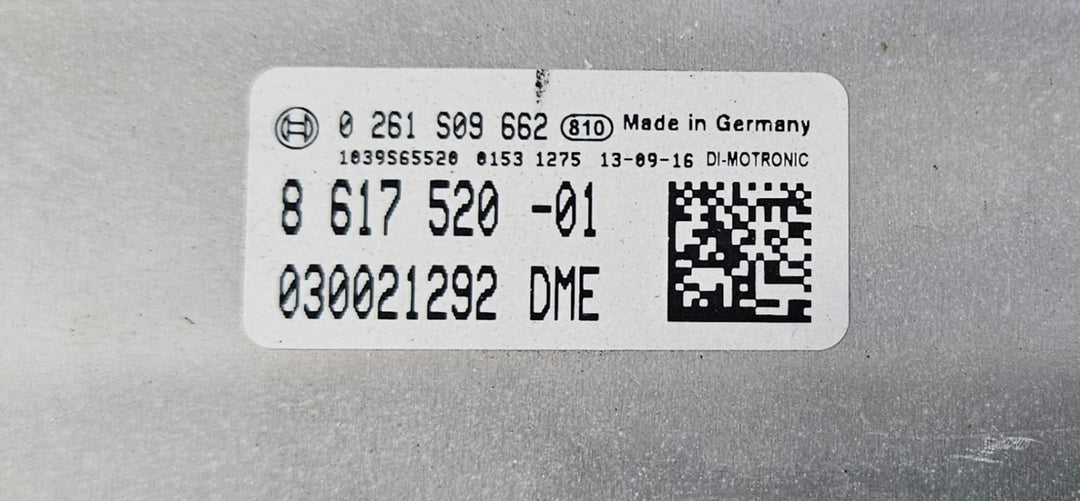 0 261 S09 662 810 Made in Germany
1039S65520 0153 1275 13-09-16 DI-MOTRONIC
8 617 520 -01
030021292 DME